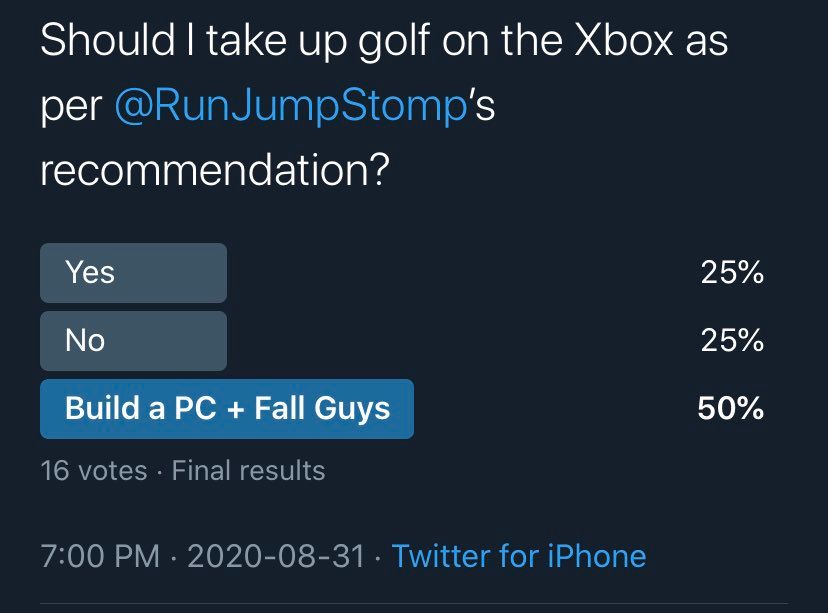 Should I take up golf on the Xbox as
per @RunJumpStomp's
recommendation?
Yes 25%
No 25%
Build a PC + Fall Guys 50%
16 votes · Final results
7:00 PM · 2020-08-31 · Twitter for iPhone